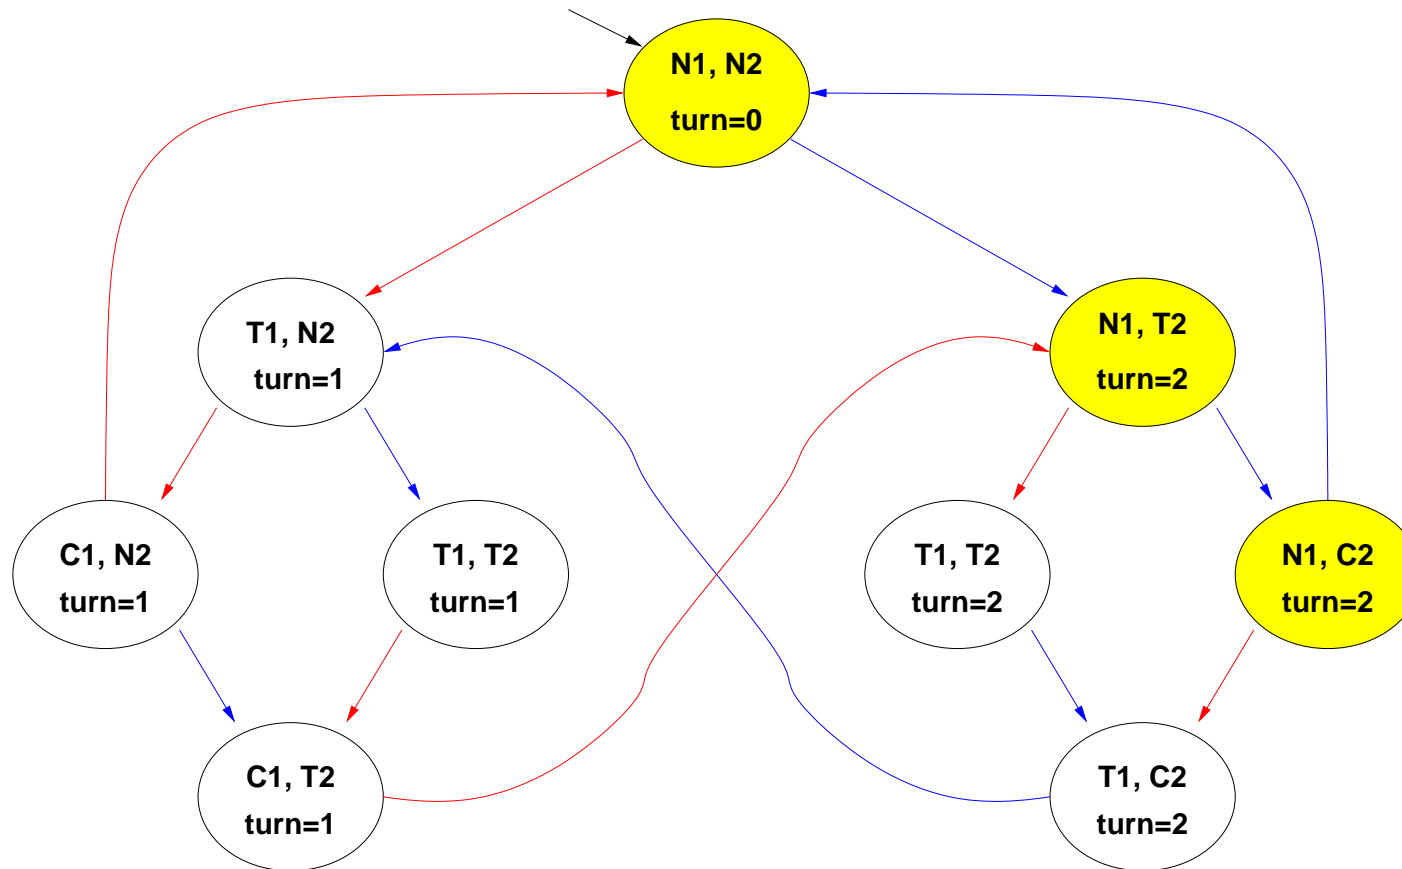 N1, N2
turn=0
T1, N2
turn=1
N1, T2
turn=2
C1, N2
turn=1
T1, T2
turn=1
T1, T2
turn=2
N1, C2
turn=2
C1, T2
turn=1
T1, C2
turn=2